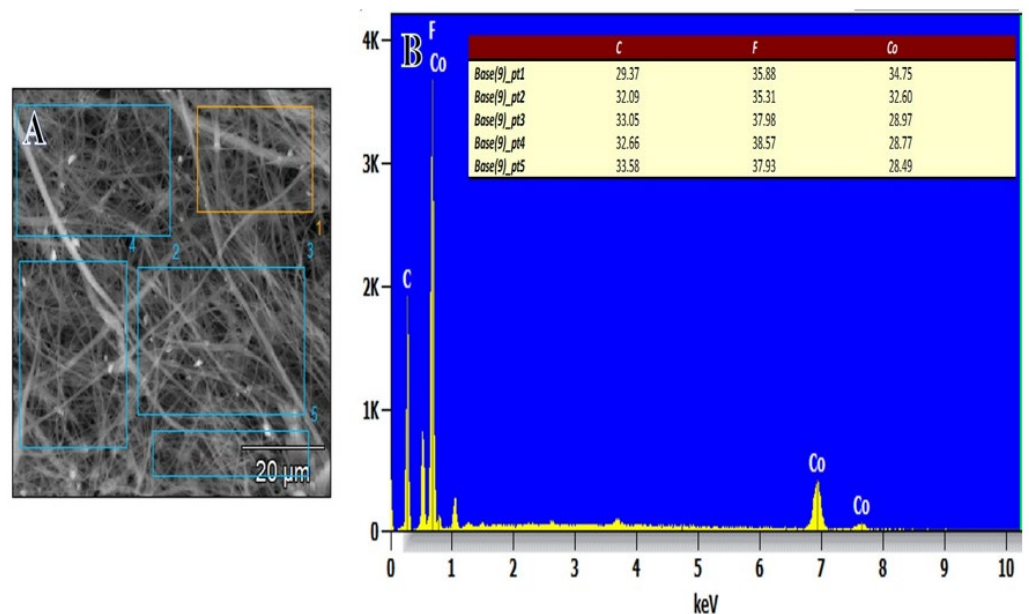 A
1
4
2
3
5
20 µm
B
F
Co
C
Co
Co
C F Co
Base(9)_pt1 29.37 35.88 34.75
Base(9)_pt2 32.09 35.31 32.60
Base(9)_pt3 33.05 37.98 28.97
Base(9)_pt4 32.66 38.57 28.77
Base(9)_pt5 33.58 37.93 28.49
4K
3K
2K
1K
0
0 1 2 3 4 5 6 7 8 9 10
keV